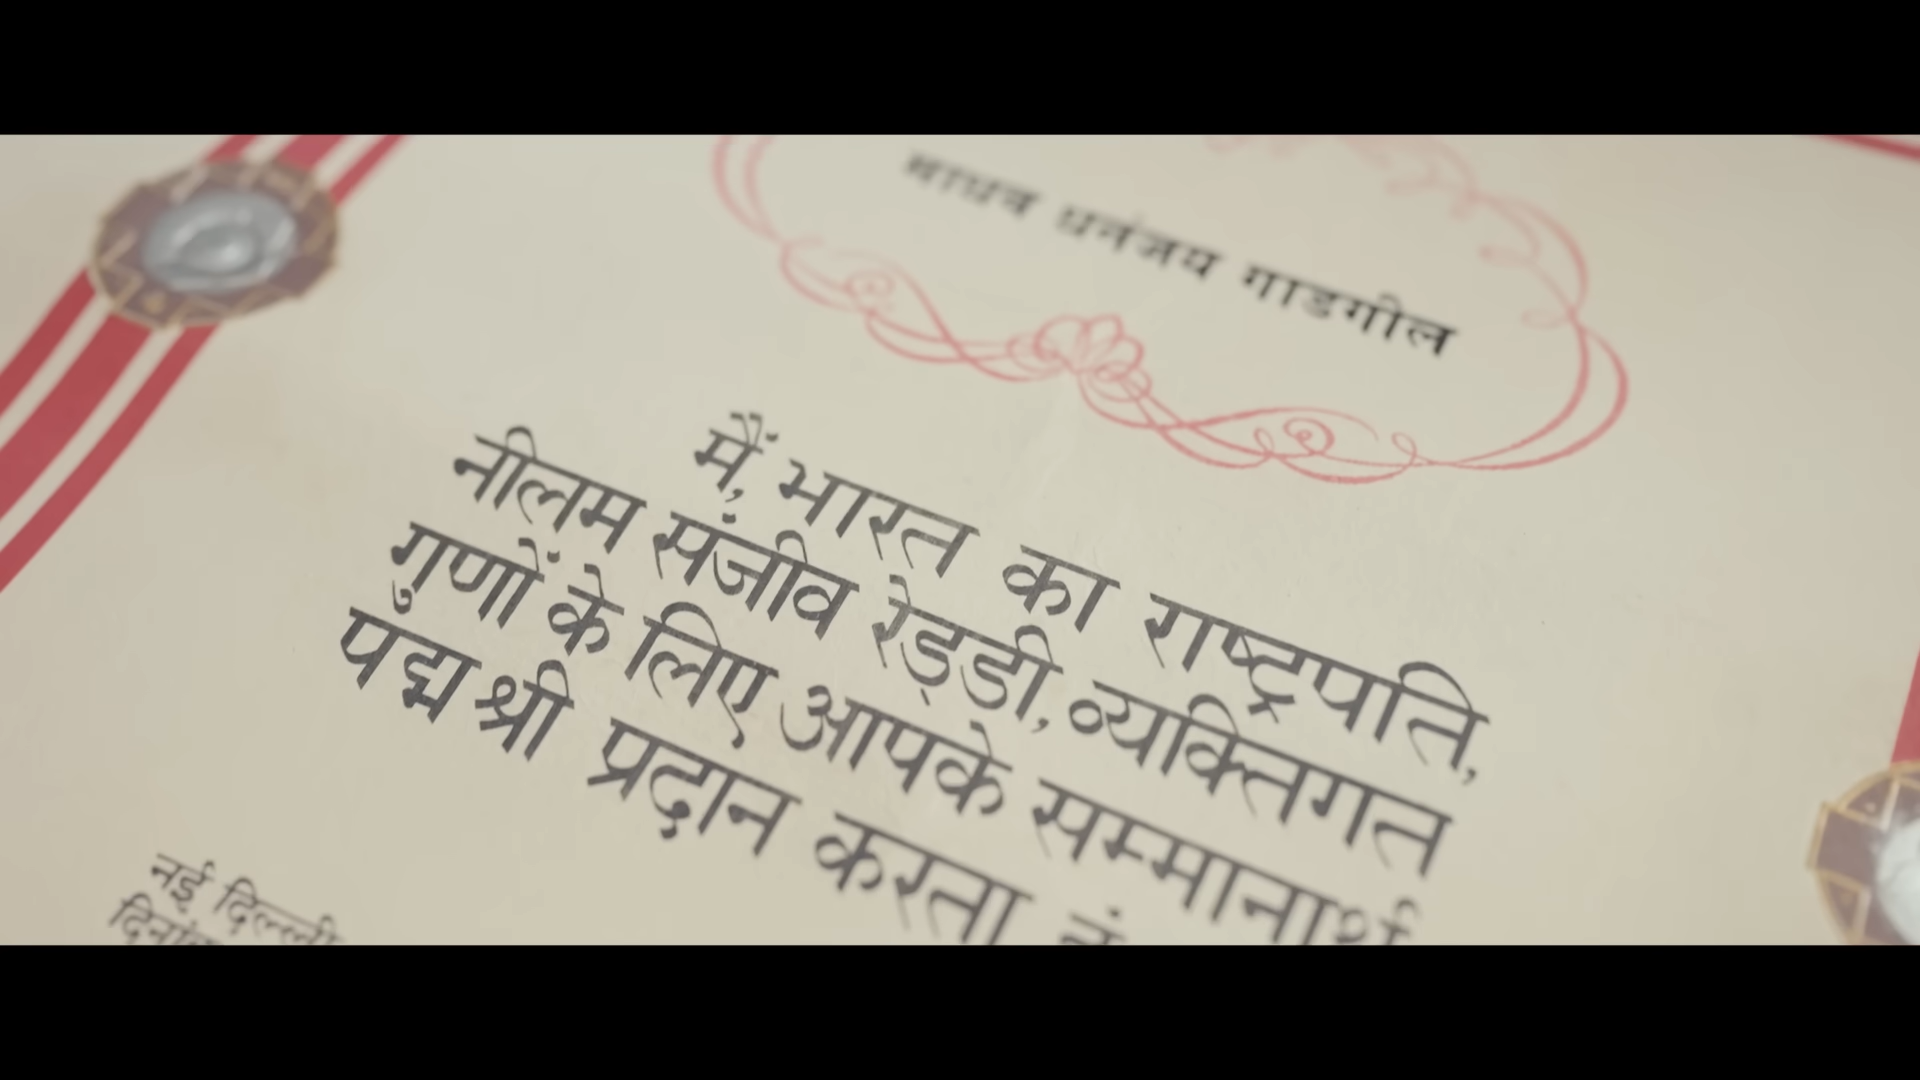 माधव धनंजय गाडगील
मैं, भारत का राष्ट्रपति,
नीलम संजीव रेड्डी, व्यक्तिगत
गुणों के लिए आपके सम्मानार्थ
पद्म श्री प्रदान करता
नई दिल्ली